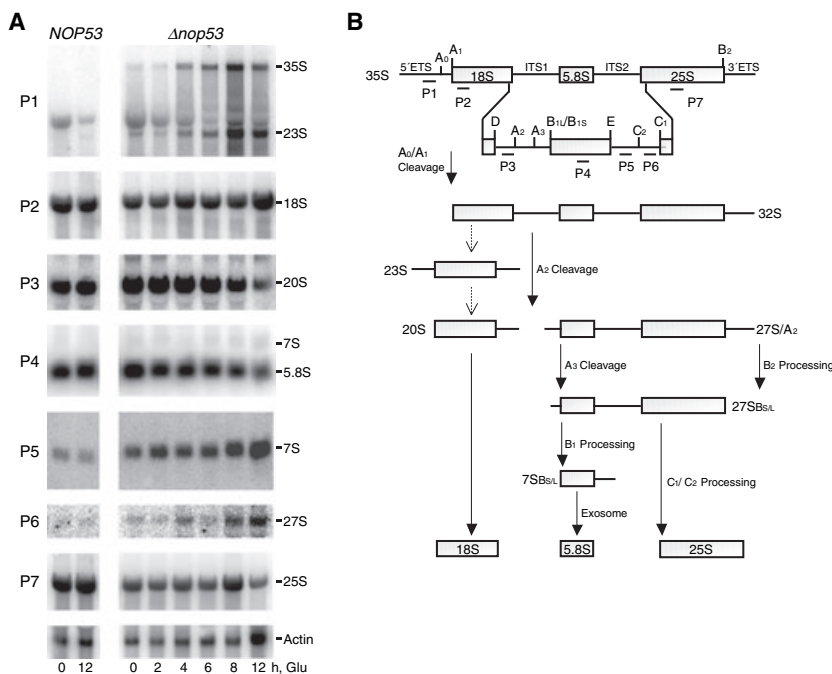 A
NOP53 Δnop53
P1 35S
23S
P2 18S
P3 20S
P4 7S
5.8S
P5 7S
P6 27S
P7 25S
Actin
0 12 0 2 4 6 8 12 h, Glu
B
35S 5´ETS A0 A1 18S ITS1 5.8S ITS2 25S B2 3´ETS
P1 P2 P7
D A2 A3 B1L/B1S E C2 C1
P3 P4 P5 P6
A0/A1
Cleavage
32S
23S
A2 Cleavage
20S 27S/A2
A3 Cleavage B2 Processing
27SBS/L
B1 Processing
7SBS/L C1/ C2 Processing
Exosome
18S 5.8S 25S